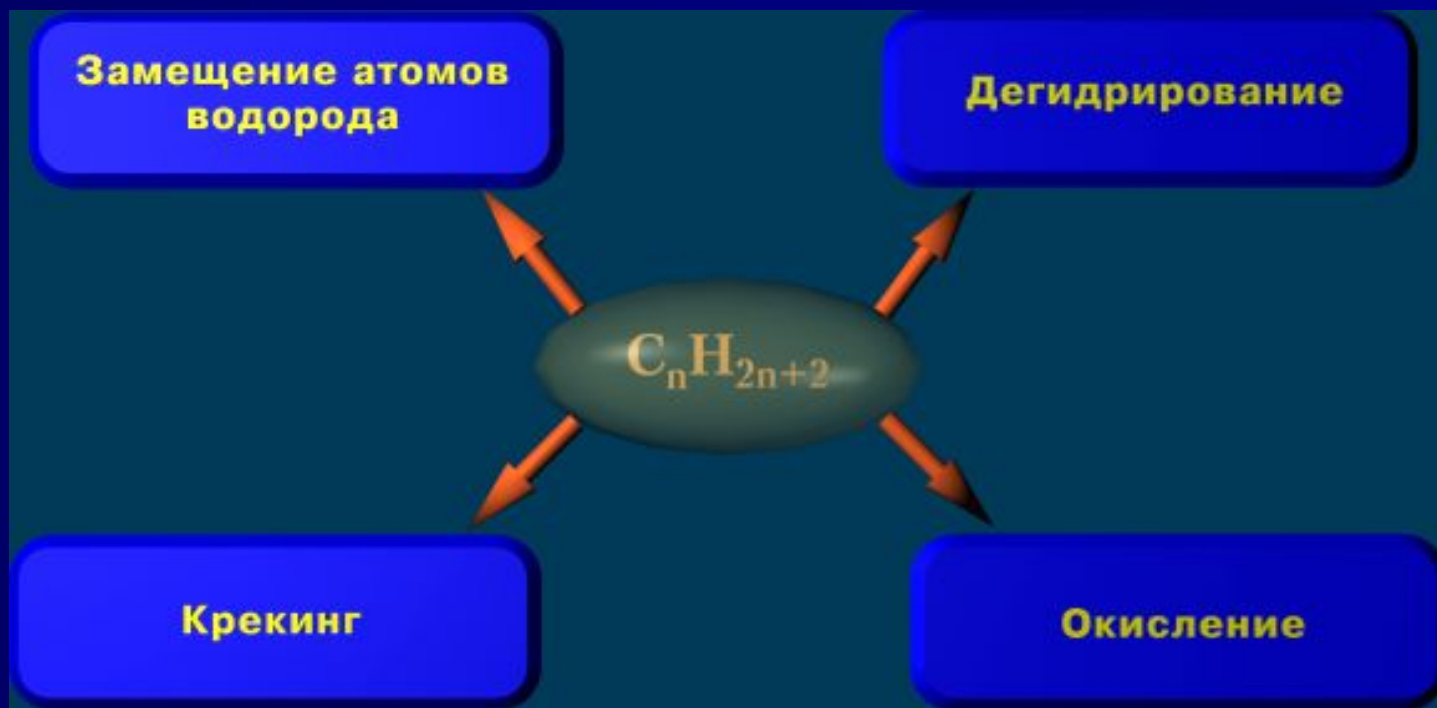 Замещение атомов
водорода
Дегидрирование
CₙH₂ₙ₊₂
Крекинг
Окисление